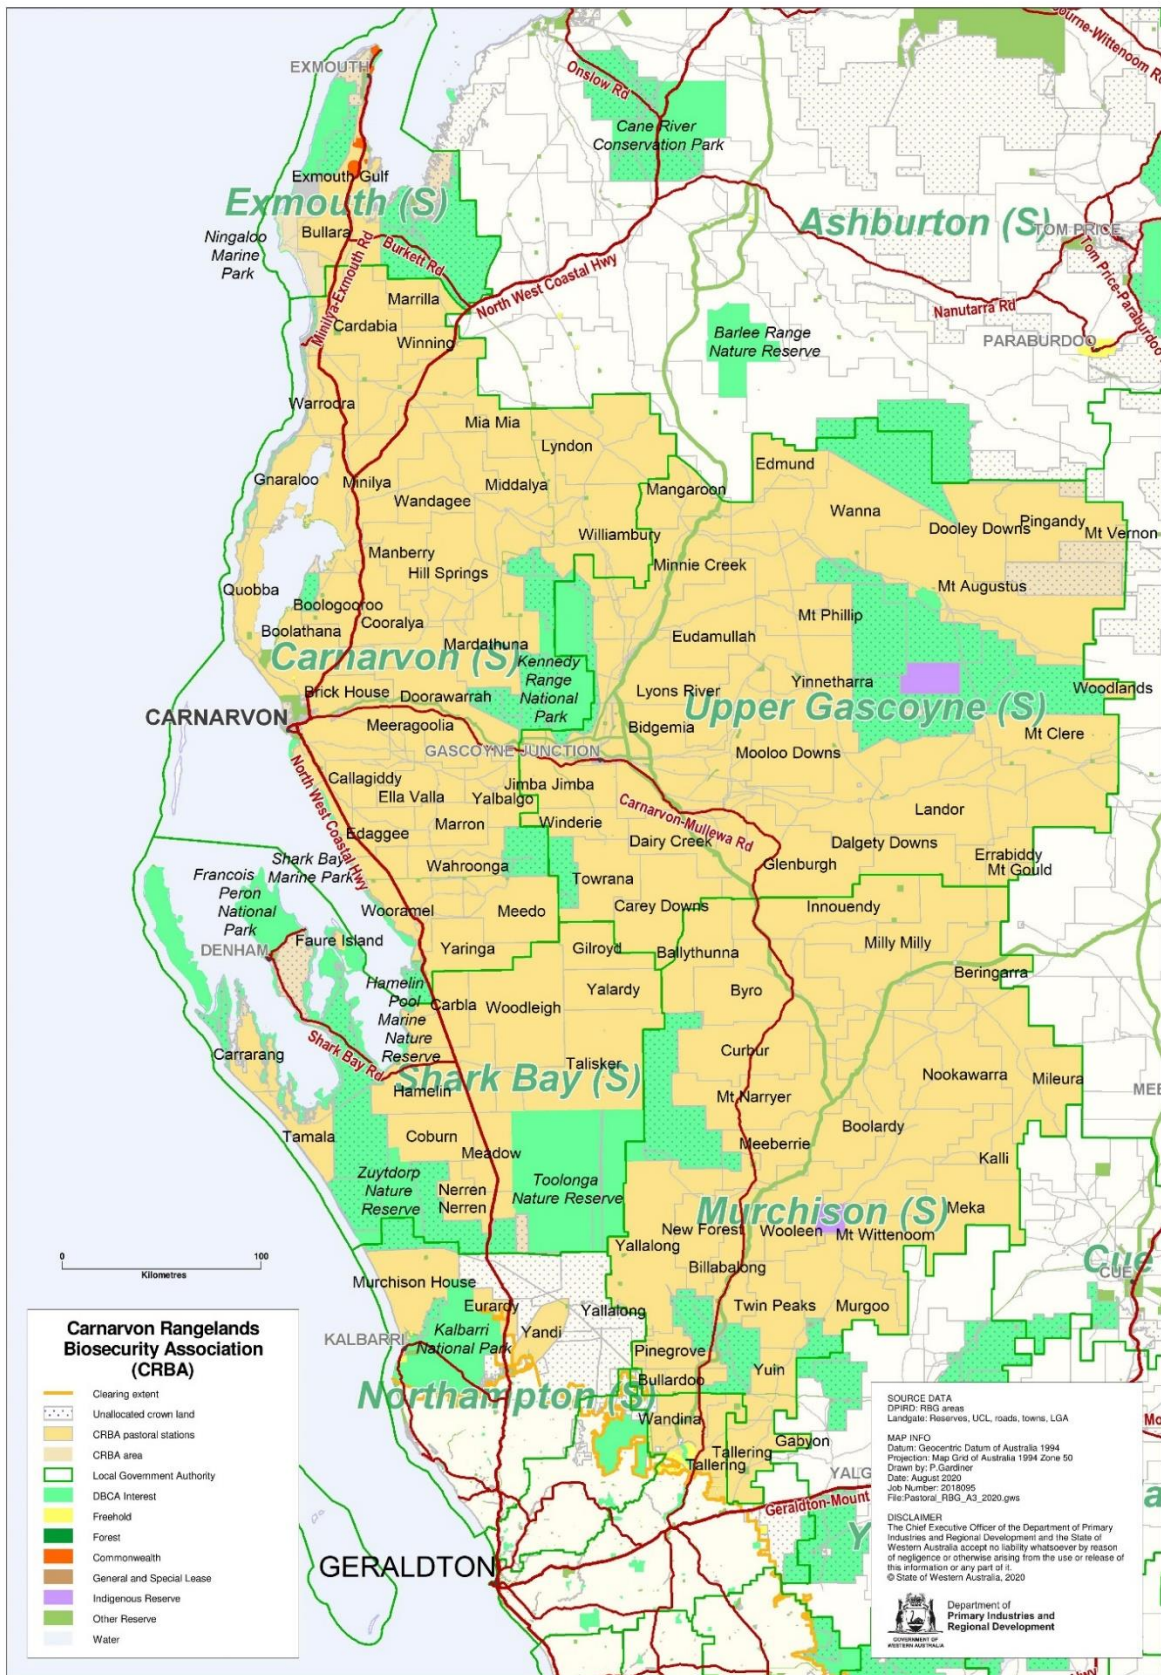 EXMOUTH
Onslow Rd
Cane River
Conservation Park
Exmouth Gulf
Exmouth (S)
Ashburton (S)
TOM PRICE
Bullara
Ningaloo
Marine
Park
Burkett Rd
Minilya-Exmouth Rd
North West Coastal Hwy
Nanutarra Rd
Tom Price-Paraburdoo
PARABURDOO
Marrilla
Cardabia
Winning
Barlee Range
Nature Reserve
Warroora
Mia Mia
Lyndon
Edmund
Gnaraloo
Minilya
Middalya
Wandagee
Mangaroon
Wanna
Dooley Downs
Pingandy
Mt Vernon
Williambury
Manberry
Hill Springs
Minnie Creek
Mt Augustus
Quobba
Boologooroo
Cooralya
Mt Phillip
Boolathana
Mardathuna
Eudamullah
Carnarvon (S)
Kennedy
Range
National
Park
Brick House
Doorawarrah
Lyons River
Yinnetharra
Woodlands
Upper Gascoyne (S)
CARNARVON
Meeragoolia
Bidgemia
Mt Clere
GASCOYNE JUNCTION
Mooloo Downs
North West Coastal Hwy
Callagiddy
Ella Valla
Yalbalgo
Jimba Jimba
Carnarvon-Mullewa Rd
Landor
Edaggee
Marron
Winderie
Dairy Creek
Dalgety Downs
Errabiddy
Mt Gould
Glenburgh
Shark Bay
Marine Park
Wahroonga
Francois
Peron
National
Park
Towrana
Wooramel
Meedo
Carey Downs
Innouendy
DENHAM
Faure Island
Yaringa
Gilroyd
Ballythunna
Milly Milly
Beringarra
Hamelin
Pool
Marine
Nature
Reserve
Carbla
Woodleigh
Yalardy
Byro
Carrarang
Shark Bay Rd
Talisker
Curbur
Shark Bay (S)
Hamelin
Nookawarra
Mileura
Mt Narryer
Tamala
Coburn
Meadow
Boolardy
Meeberrie
Kalli
Zuytdorp
Nature
Reserve
Nerren
Nerren
Toolonga
Nature Reserve
Murchison (S)
Meka
New Forest
Wooleen
Mt Wittenoom
Yallalong
Billabalong
Cue
CUE
0
100
Kilometres
Murchison House
Eurardy
Yallalong
Twin Peaks
Murgoo
KALBARRI
Kalbarri
National Park
Yandi
Pinegrove
Yuin
Bullardoo
Northampton (S)
Wandina
Gabyon
Tallering
Tallering
Geraldton-Mount
GERALDTON
Carnarvon Rangelands
Biosecurity Association
(CRBA)
Clearing extent
Unallocated crown land
CRBA pastoral stations
CRBA area
Local Government Authority
DBCA Interest
Freehold
Forest
Commonwealth
General and Special Lease
Indigenous Reserve
Other Reserve
Water
SOURCE DATA
DPIRD: RBG areas
Landgate: Reserves, UCL, roads, towns, LGA
MAP INFO
Datum: Geocentric Datum of Australia 1994
Projection: Map Grid of Australia 1994 Zone 50
Drawn by: P.Gardiner
Date: August 2020
Job Number: 2018095
File:Pastoral_RBG_A3_2020.gws
DISCLAIMER
The Chief Executive Officer of the Department of Primary
Industries and Regional Development and the State of
Western Australia accept no liability whatsoever by reason
of negligence or otherwise arising from the use or release of
this information or any part of it.
© State of Western Australia, 2020
GOVERNMENT OF
WESTERN AUSTRALIA
Department of
Primary Industries and
Regional Development